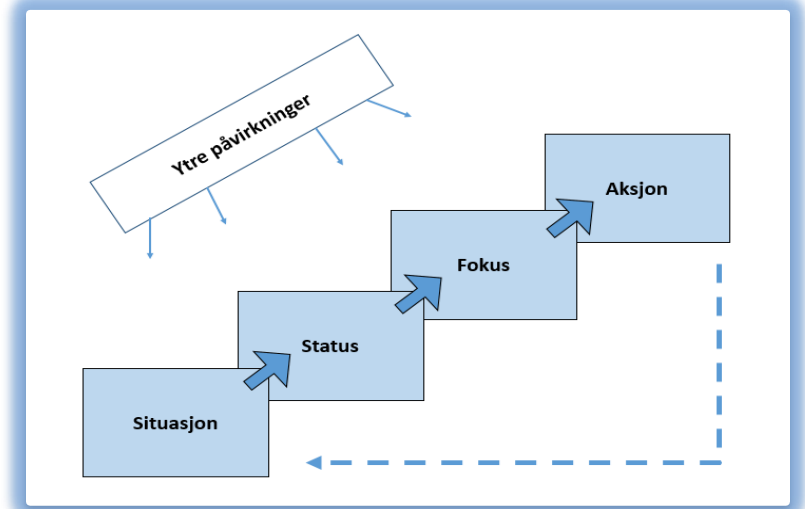 Ytre påvirkninger
Aksjon
Fokus
Status
Situasjon